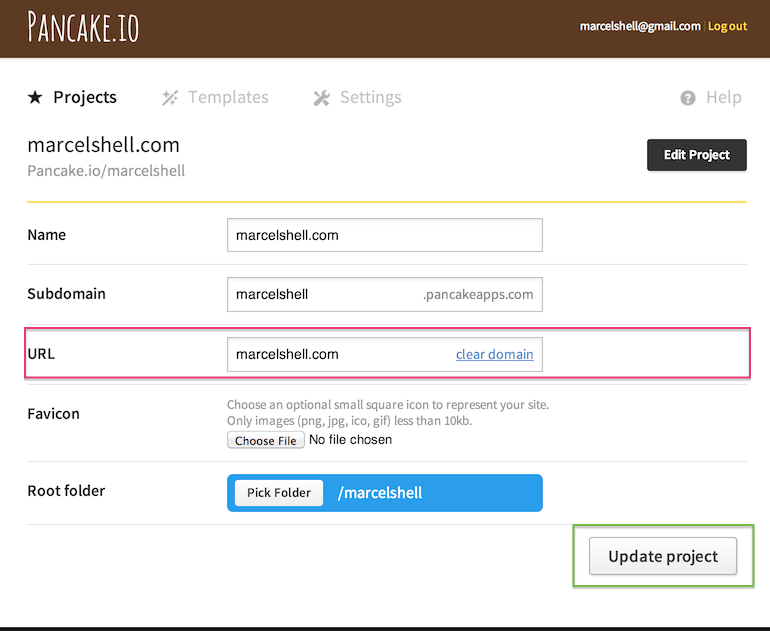 PANCAKE.IO
marcelshell@gmail.com | Log out
Projects Templates Settings Help
marcelshell.com
Pancake.io/marcelshell
Edit Project
Name marcelshell.com
Subdomain marcelshell .pancakeapps.com
URL marcelshell.com clear domain
Favicon Choose an optional small square icon to represent your site.
Only images (png, jpg, ico, gif) less than 10kb.
Choose File No file chosen
Root folder Pick Folder /marcelshell
Update project